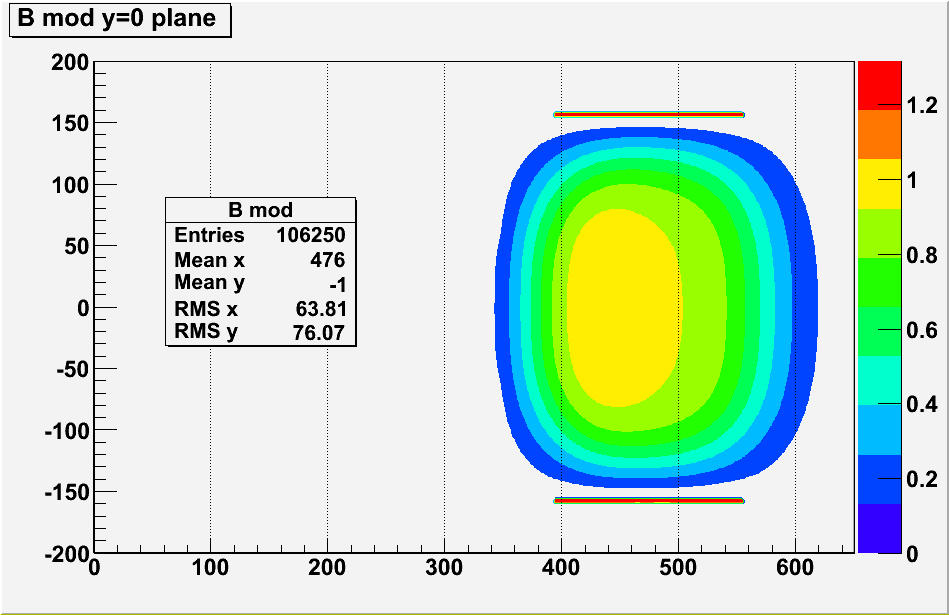 B mod y=0 plane
200
150
100
50
0
-50
-100
-150
-200
B mod
Entries 106250
Mean x 476
Mean y -1
RMS x 63.81
RMS y 76.07
1.2
1
0.8
0.6
0.4
0.2
0
0 100 200 300 400 500 600